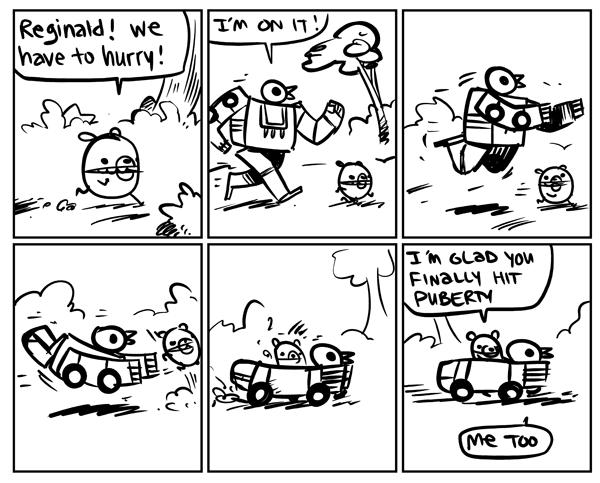 Reginald! We
have to hurry!
I'M ON IT!
I'M GLAD YOU
FINALLY HIT
PUBERTY
Me TOO